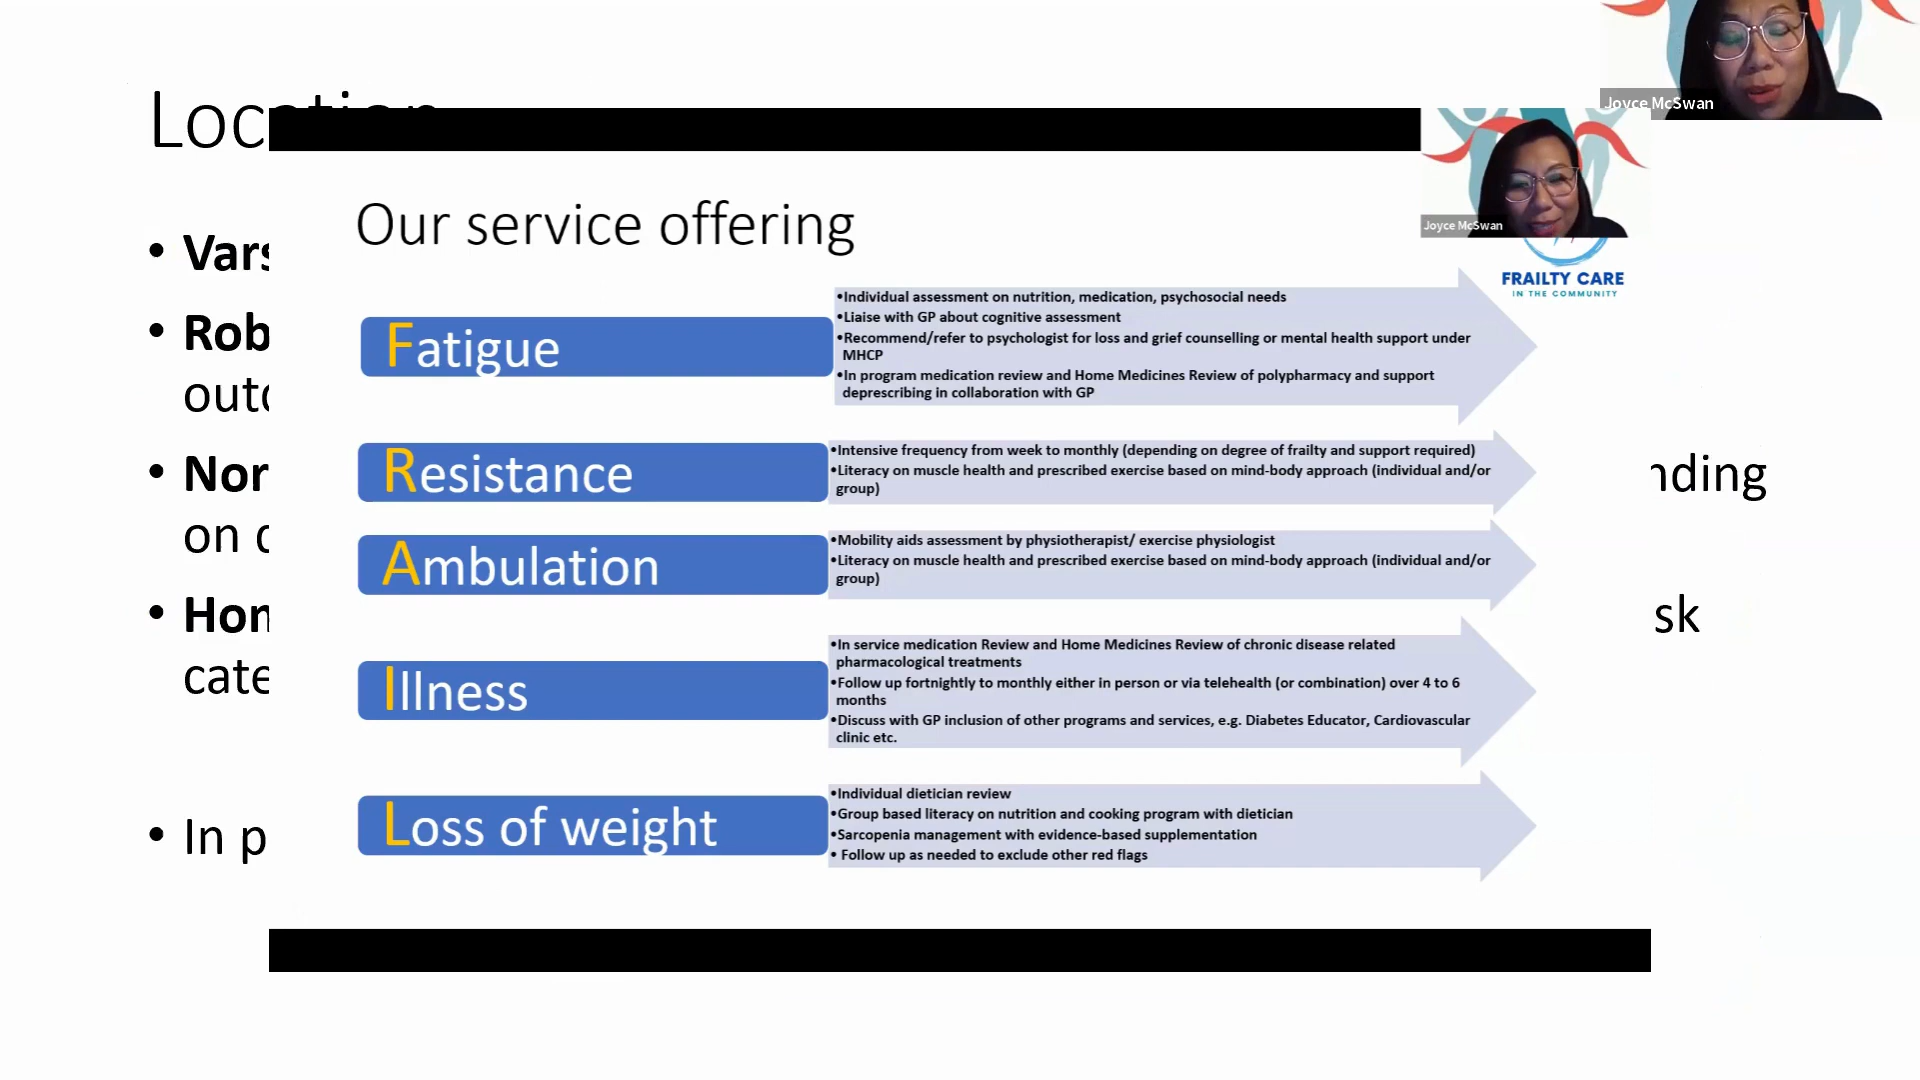 Joyce McSwan
Joyce McSwan
Our service offering
FRAILTY CARE
IN THE COMMUNITY
Fatigue
•Individual assessment on nutrition, medication, psychosocial needs
•Liaise with GP about cognitive assessment
•Recommend/refer to psychologist for loss and grief counselling or mental health support under
MHCP
•In program medication review and Home Medicines Review of polypharmacy and support
deprescribing in collaboration with GP
Resistance
•Intensive frequency from week to monthly (depending on degree of frailty and support required)
•Literacy on muscle health and prescribed exercise based on mind-body approach (individual and/or
group)
Ambulation
•Mobility aids assessment by physiotherapist/ exercise physiologist
•Literacy on muscle health and prescribed exercise based on mind-body approach (individual and/or
group)
Illness
•In service medication Review and Home Medicines Review of chronic disease related
pharmacological treatments
•Follow up fortnightly to monthly either in person or via telehealth (or combination) over 4 to 6
months
•Discuss with GP inclusion of other programs and services, e.g. Diabetes Educator, Cardiovascular
clinic etc.
Loss of weight
•Individual dietician review
•Group based literacy on nutrition and cooking program with dietician
•Sarcopenia management with evidence-based supplementation
• Follow up as needed to exclude other red flags
on
• In